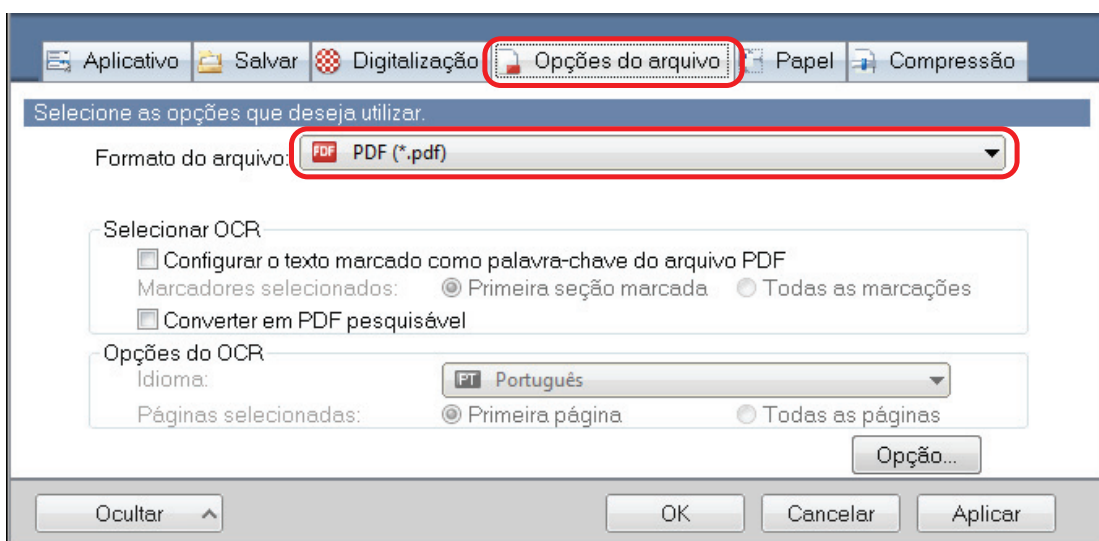 Aplicativo Salvar Digitalização Opções do arquivo Papel Compressão
Selecione as opções que deseja utilizar.
Formato do arquivo: PDF PDF (*.pdf)
Selecionar OCR
Configurar o texto marcado como palavra-chave do arquivo PDF
Marcadores selecionados: Primeira seção marcada Todas as marcações
Converter em PDF pesquisável
Opções do OCR
Idioma: PT Português
Páginas selecionadas: Primeira página Todas as páginas
Opção...
Ocultar OK Cancelar Aplicar